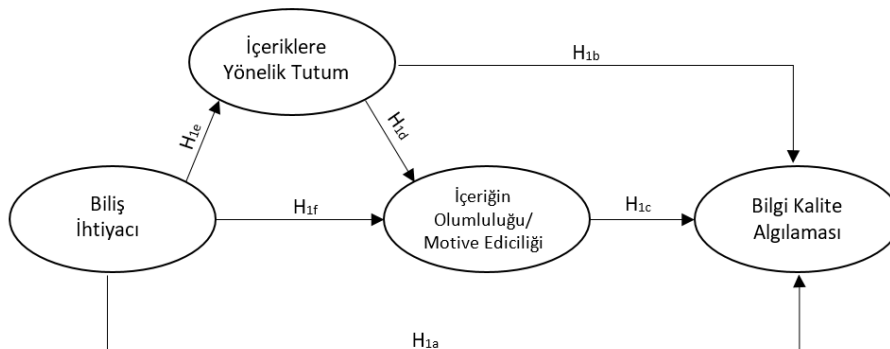 İçeriklere
Yönelik Tutum
H1b
H1e
H1d
Biliş
İhtiyacı
H1f
İçeriğin
Olumluluğu/
Motive Ediciliği
H1c
Bilgi Kalite
Algılaması
H1a